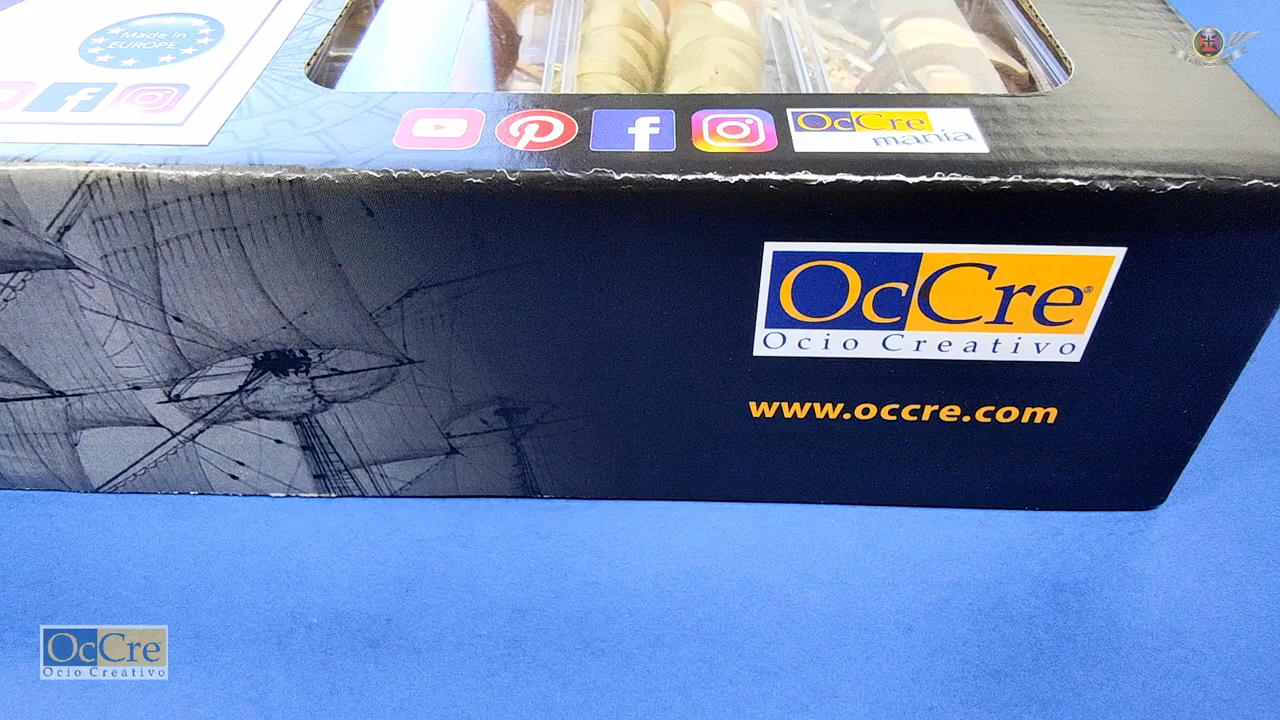 Made in
EUROPE
OcCre
manía
OcCre®
Ocio Creativo
www.occre.com
OcCre
Ocio Creativo